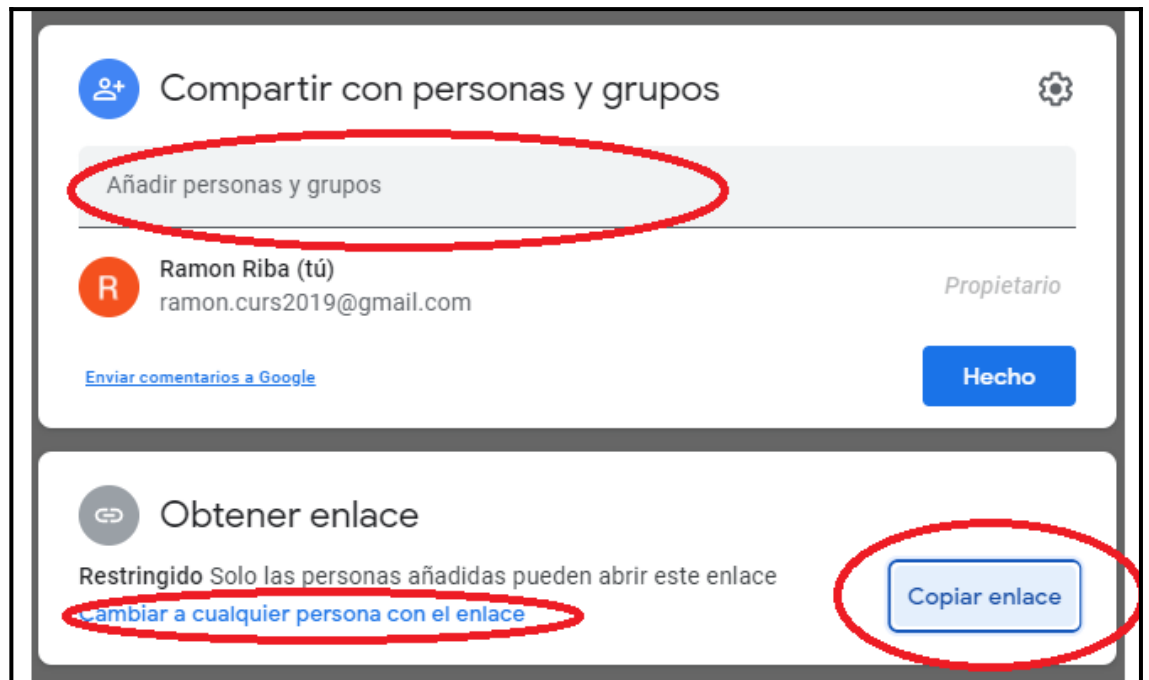 Compartir con personas y grupos
Añadir personas y grupos
R
Ramon Riba (tú)
ramon.curs2019@gmail.com
Propietario
Enviar comentarios a Google
Hecho
Obtener enlace
Restringido Solo las personas añadidas pueden abrir este enlace
Cambiar a cualquier persona con el enlace
Copiar enlace